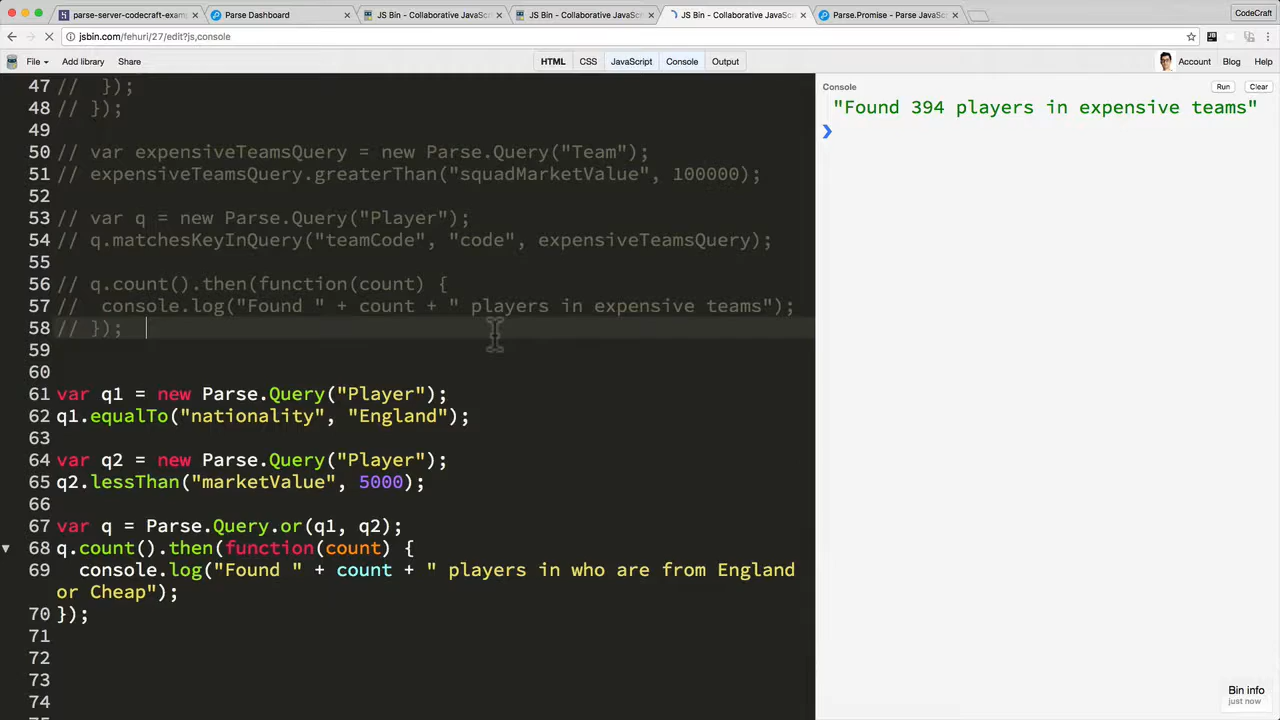 parse-server-codecraft-examp
Parse Dashboard
JS Bin - Collaborative JavaSc
JS Bin - Collaborative JavaSc
JS Bin - Collaborative JavaSc
Parse.Promise - Parse JavaSc
CodeCraft
jsbin.com/fehuri/27/edit?js,console
File
Add library
Share
HTML
CSS
JavaScript
Console
Output
Account
Blog
Help
47 //  });
48 // });
49
50 // var expensiveTeamsQuery = new Parse.Query("Team");
51 // expensiveTeamsQuery.greaterThan("squadMarketValue", 100000);
52
53 // var q = new Parse.Query("Player");
54 // q.matchesKeyInQuery("teamCode", "code", expensiveTeamsQuery);
55
56 // q.count().then(function(count) {
57 //  console.log("Found " + count + " players in expensive teams");
58 // });
59
60
61 var q1 = new Parse.Query("Player");
62 q1.equalTo("nationality", "England");
63
64 var q2 = new Parse.Query("Player");
65 q2.lessThan("marketValue", 5000);
66
67 var q = Parse.Query.or(q1, q2);
68 q.count().then(function(count) {
69   console.log("Found " + count + " players in who are from England
or Cheap");
70 });
71
72
73
74
Console
Run
Clear
"Found 394 players in expensive teams"
Bin info
just now